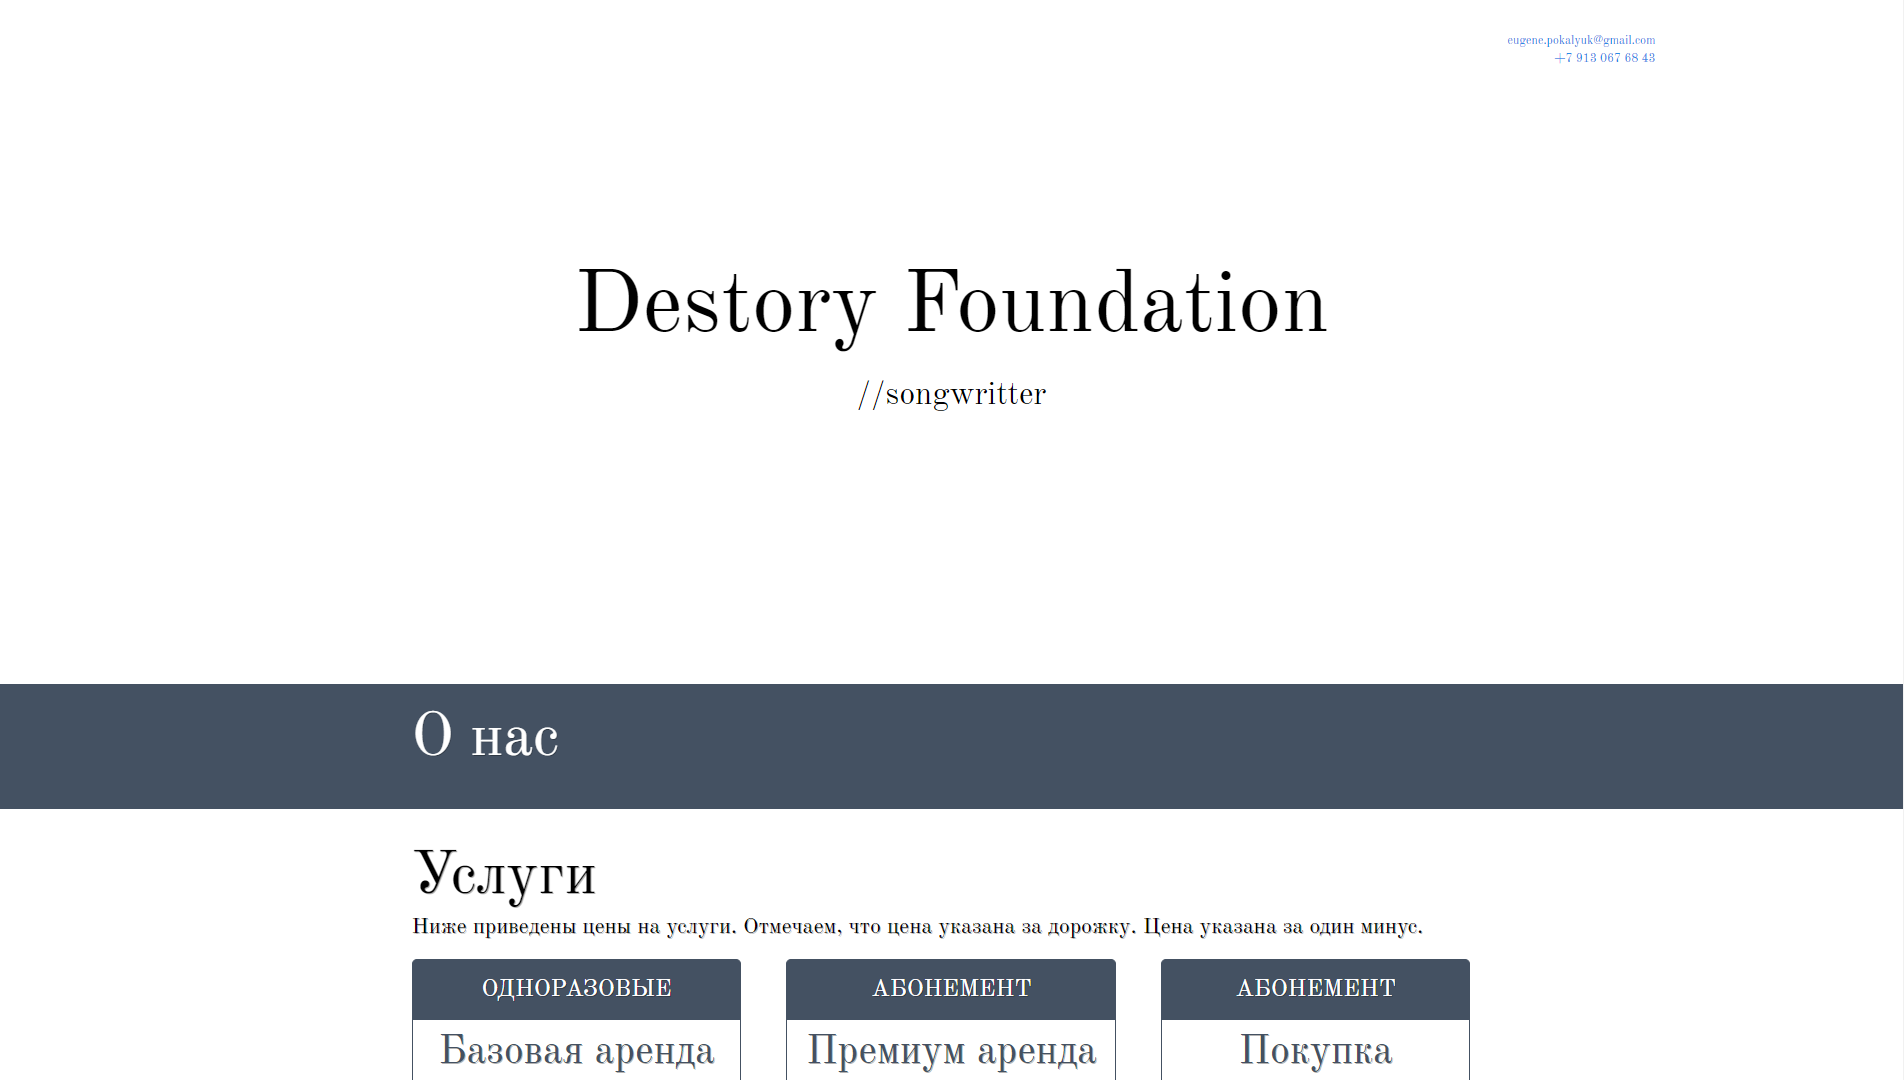 eugene.pokalyuk@gmail.com
+7 913 067 68 43
Destory Foundation
//songwritter
О нас
Услуги
Ниже приведены цены на услуги. Отмечаем, что цена указана за дорожку. Цена указана за один минус.
ОДНОРАЗОВЫЕ
Базовая аренда
АБОНЕМЕНТ
Премиум аренда
АБОНЕМЕНТ
Покупка